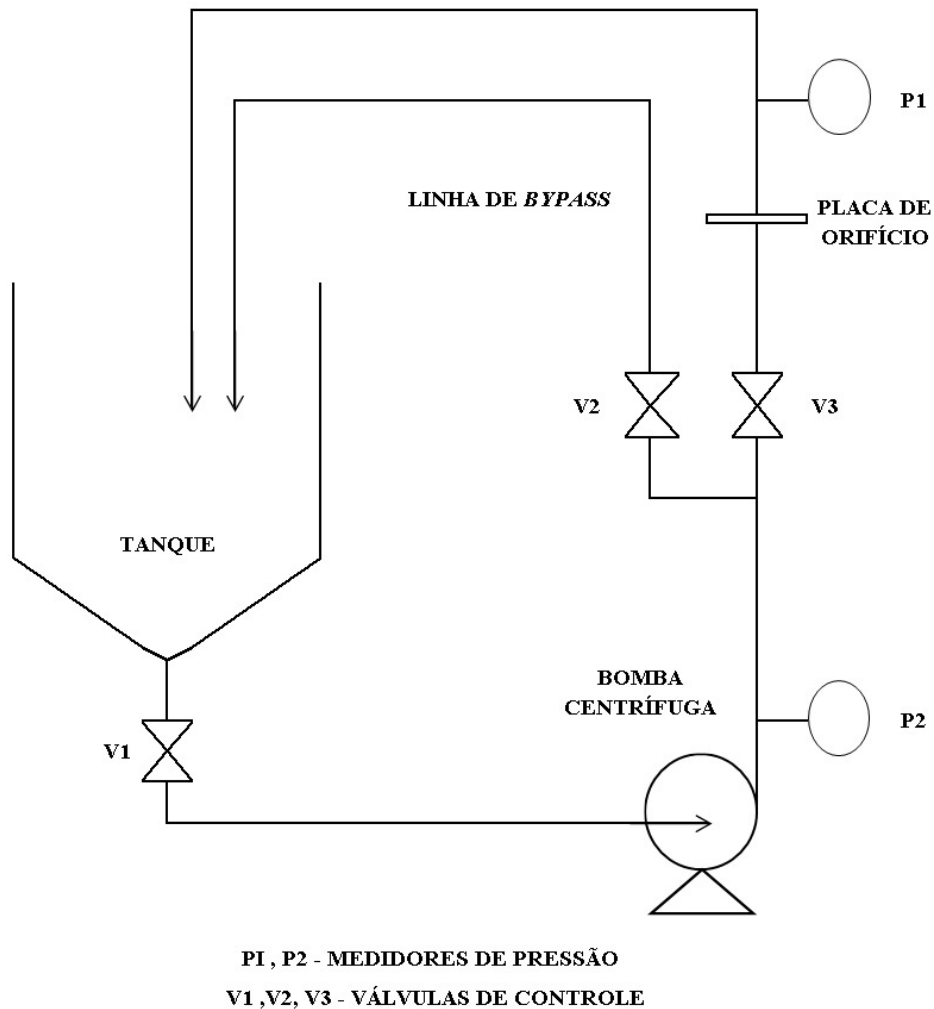 P1
LINHA DE BYPASS
PLACA DE
ORIFÍCIO
V2
V3
TANQUE
BOMBA
CENTRÍFUGA
P2
V1
PI , P2 - MEDIDORES DE PRESSÃO
V1 ,V2, V3 - VÁLVULAS DE CONTROLE